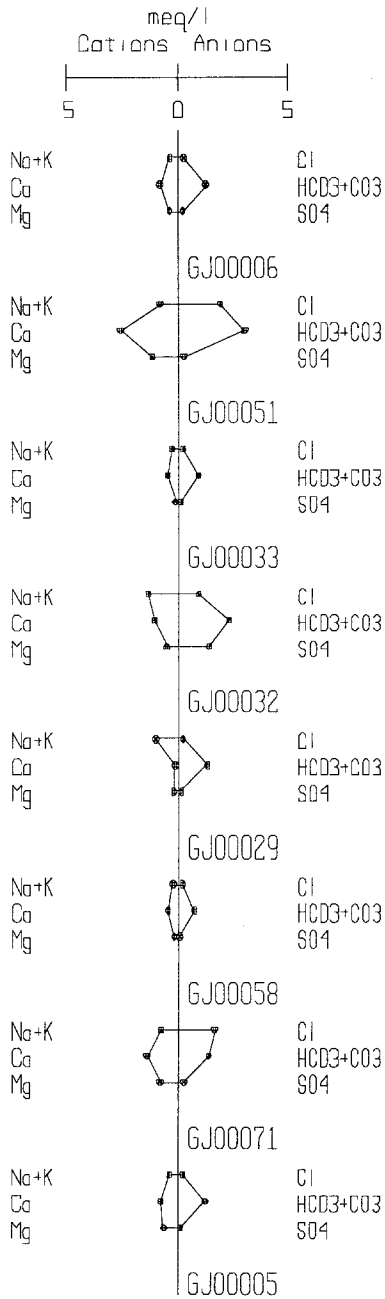 meq/l
Cations Anions
5 0 5
Na+K Cl
Ca HCO3+CO3
Mg SO4
GJ00006
Na+K Cl
Ca HCO3+CO3
Mg SO4
GJ00051
Na+K Cl
Ca HCO3+CO3
Mg SO4
GJ00033
Na+K Cl
Ca HCO3+CO3
Mg SO4
GJ00032
Na+K Cl
Ca HCO3+CO3
Mg SO4
GJ00029
Na+K Cl
Ca HCO3+CO3
Mg SO4
GJ00058
Na+K Cl
Ca HCO3+CO3
Mg SO4
GJ00071
Na+K Cl
Ca HCO3+CO3
Mg SO4
GJ00005